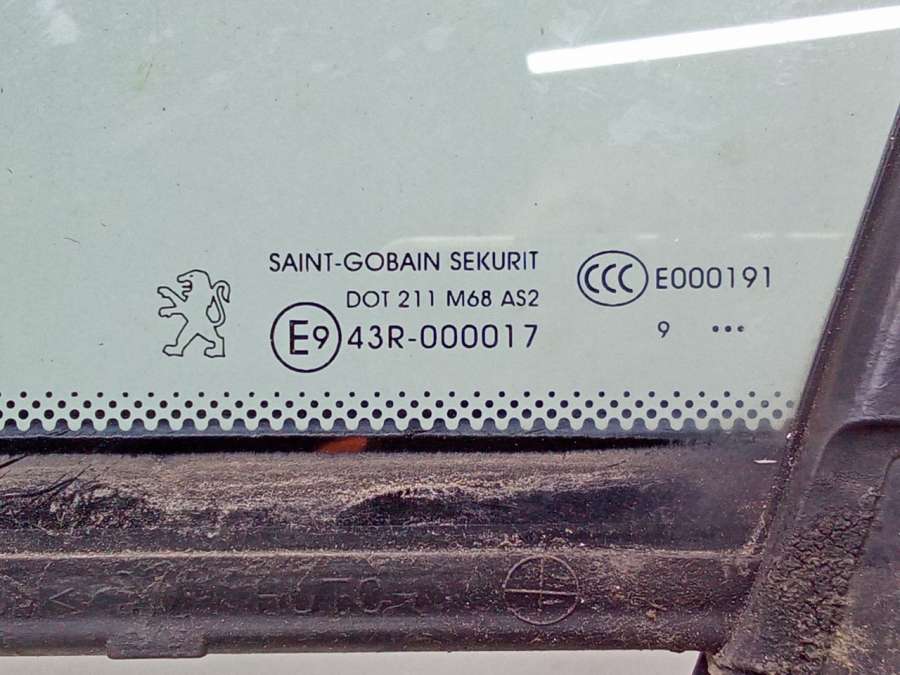 SAINT-GOBAIN SEKURIT
DOT 211 M68 AS2
E9 43R-000017
CCC E000191
9 ...